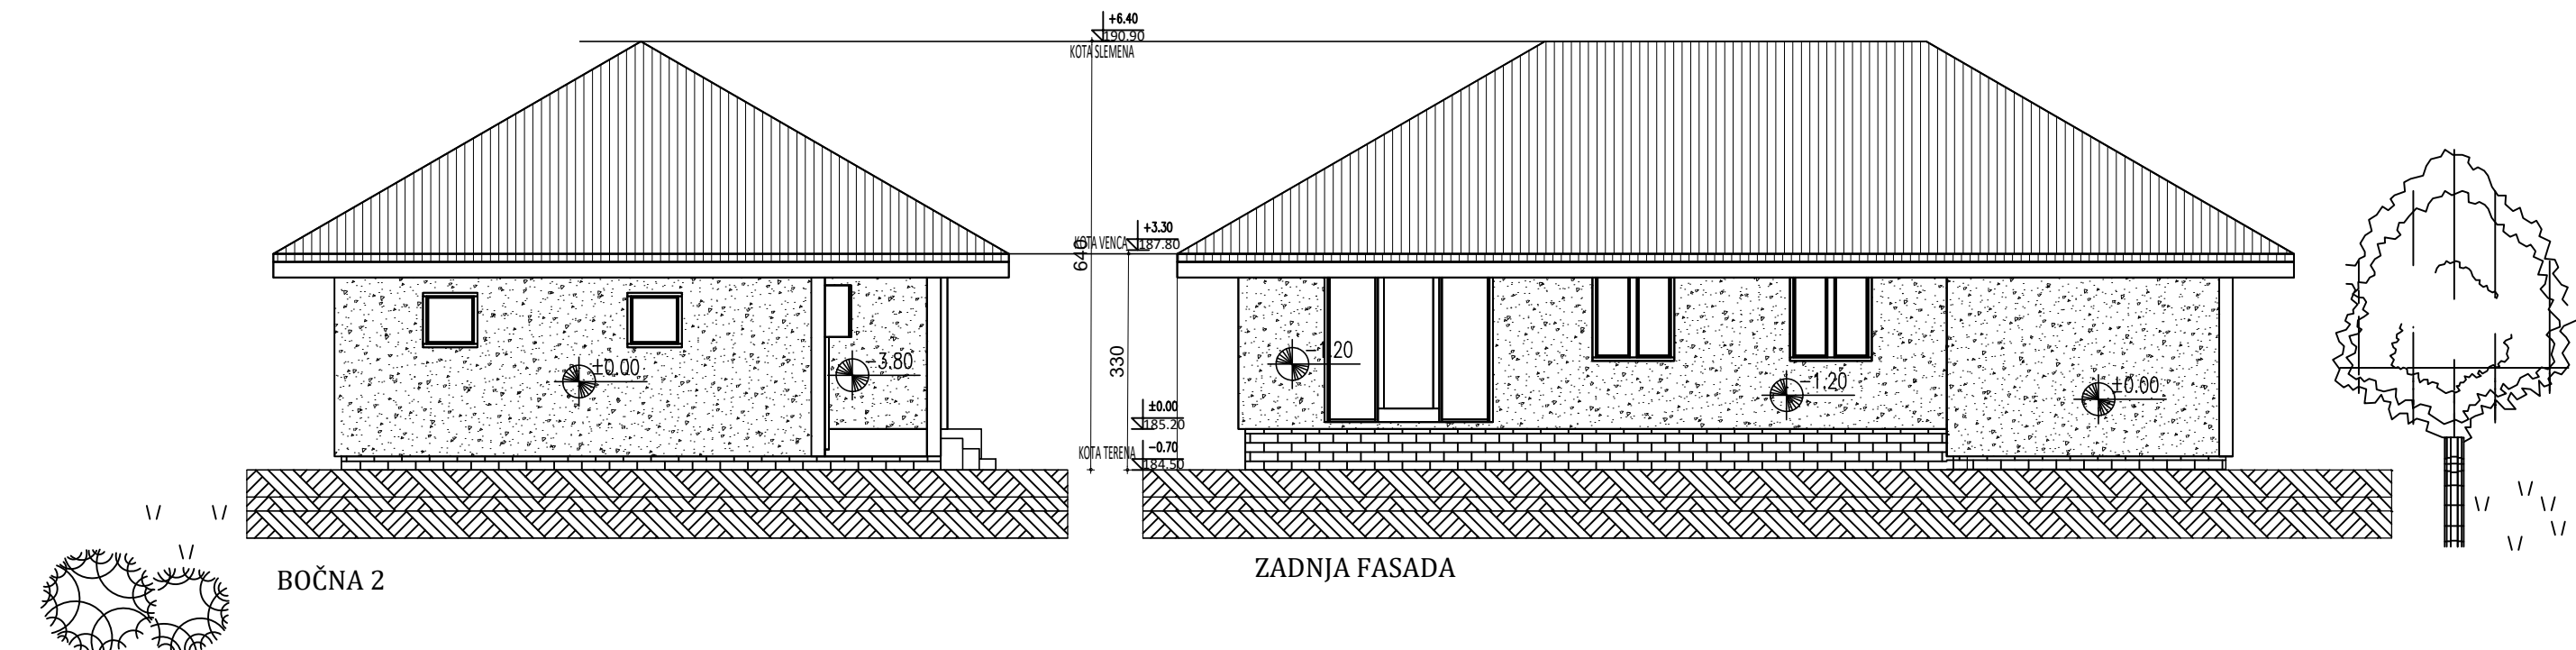 +6.40
190.90
KOTA SLEMENA
+3.30
KOTA VENCA 187.80
640
330
±0.00
185.20
KOTA TERENA -0.70
184.50
±0.00
-3.80
-1.20
-1.20
±0.00
BOČNA 2
ZADNJA FASADA